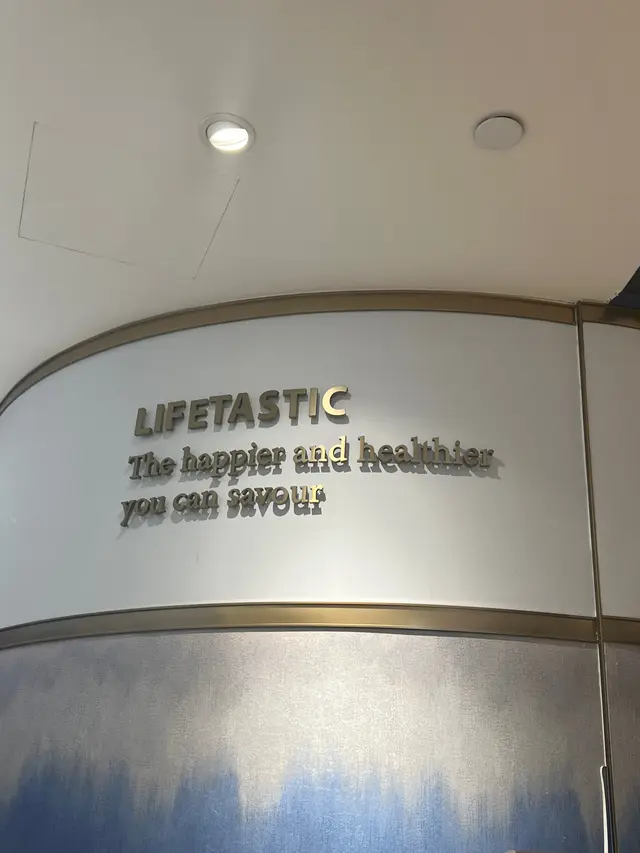 LIFETASTIC
The happier and healthier
you can savour